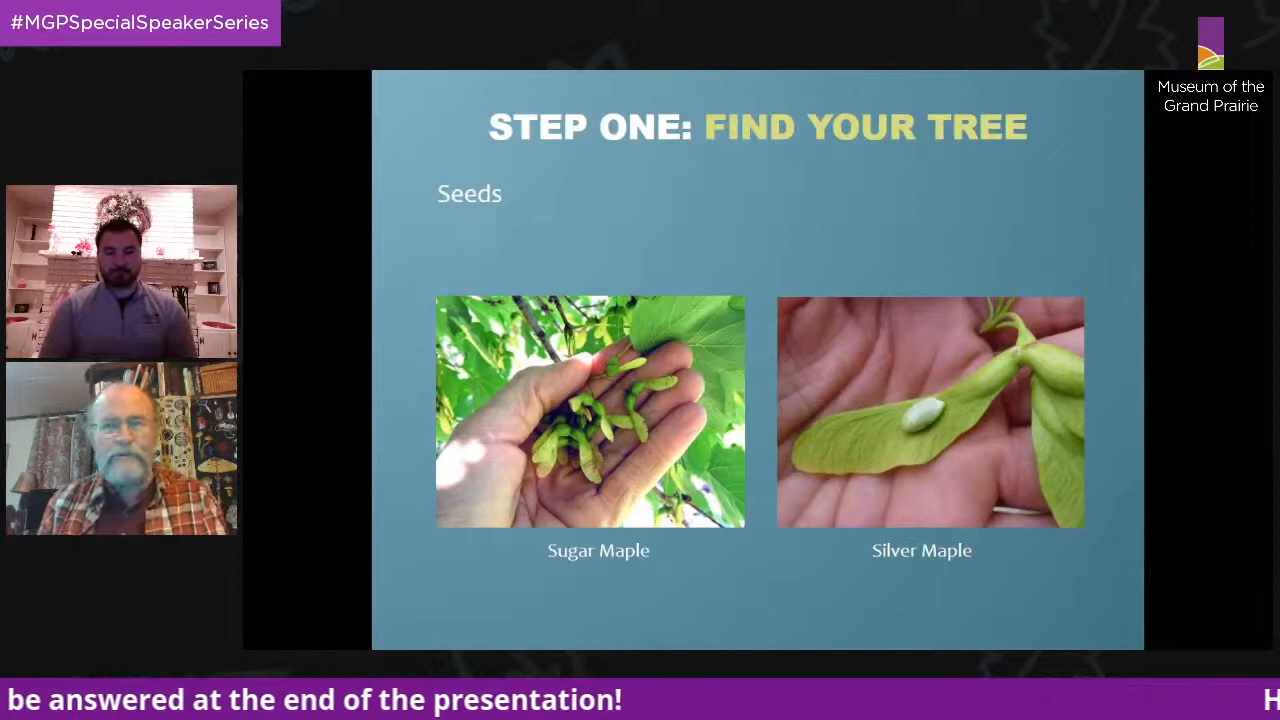 #MGPSpecialSpeakerSeries
Museum of the
Grand Prairie
STEP ONE: FIND YOUR TREE
Seeds
Sugar Maple
Silver Maple
be answered at the end of the presentation!
H